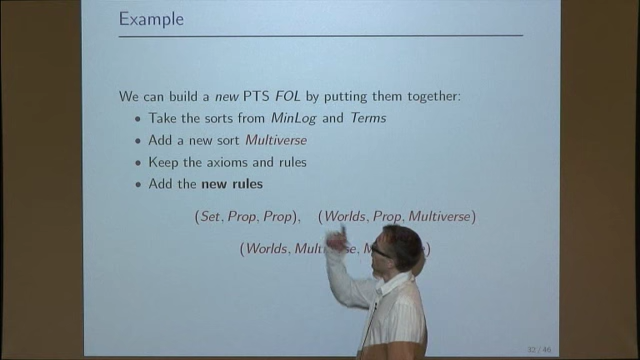 Example
We can build a new PTS FOL by putting them together:
• Take the sorts from MinLog and Terms
• Add a new sort Multiverse
• Keep the axioms and rules
• Add the new rules
(Set, Prop, Prop), (Worlds, Prop, Multiverse)
(Worlds,
32 / 46